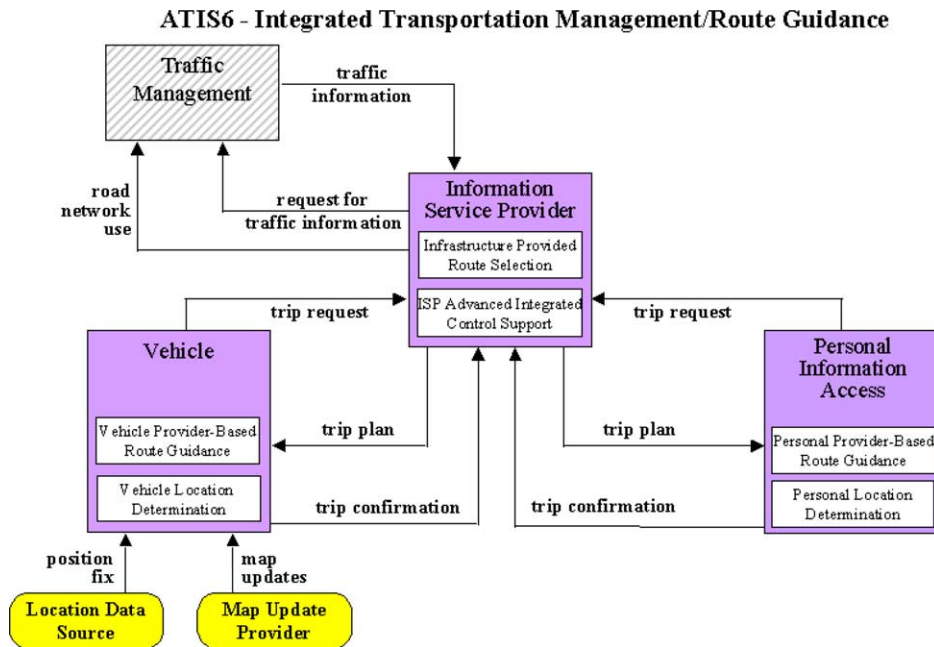 ATIS6 - Integrated Transportation Management/Route Guidance
Traffic
Management
traffic
information
road
network
use
request for
traffic information
Information
Service Provider
Infrastructure Provided
Route Selection
ISP Advanced Integrated
Control Support
trip request
trip request
Vehicle
Vehicle Provider-Based
Route Guidance
Vehicle Location
Determination
trip plan
trip confirmation
trip plan
trip confirmation
Personal
Information
Access
Personal Provider-Based
Route Guidance
Personal Location
Determination
position
fix
map
updates
Location Data
Source
Map Update
Provider